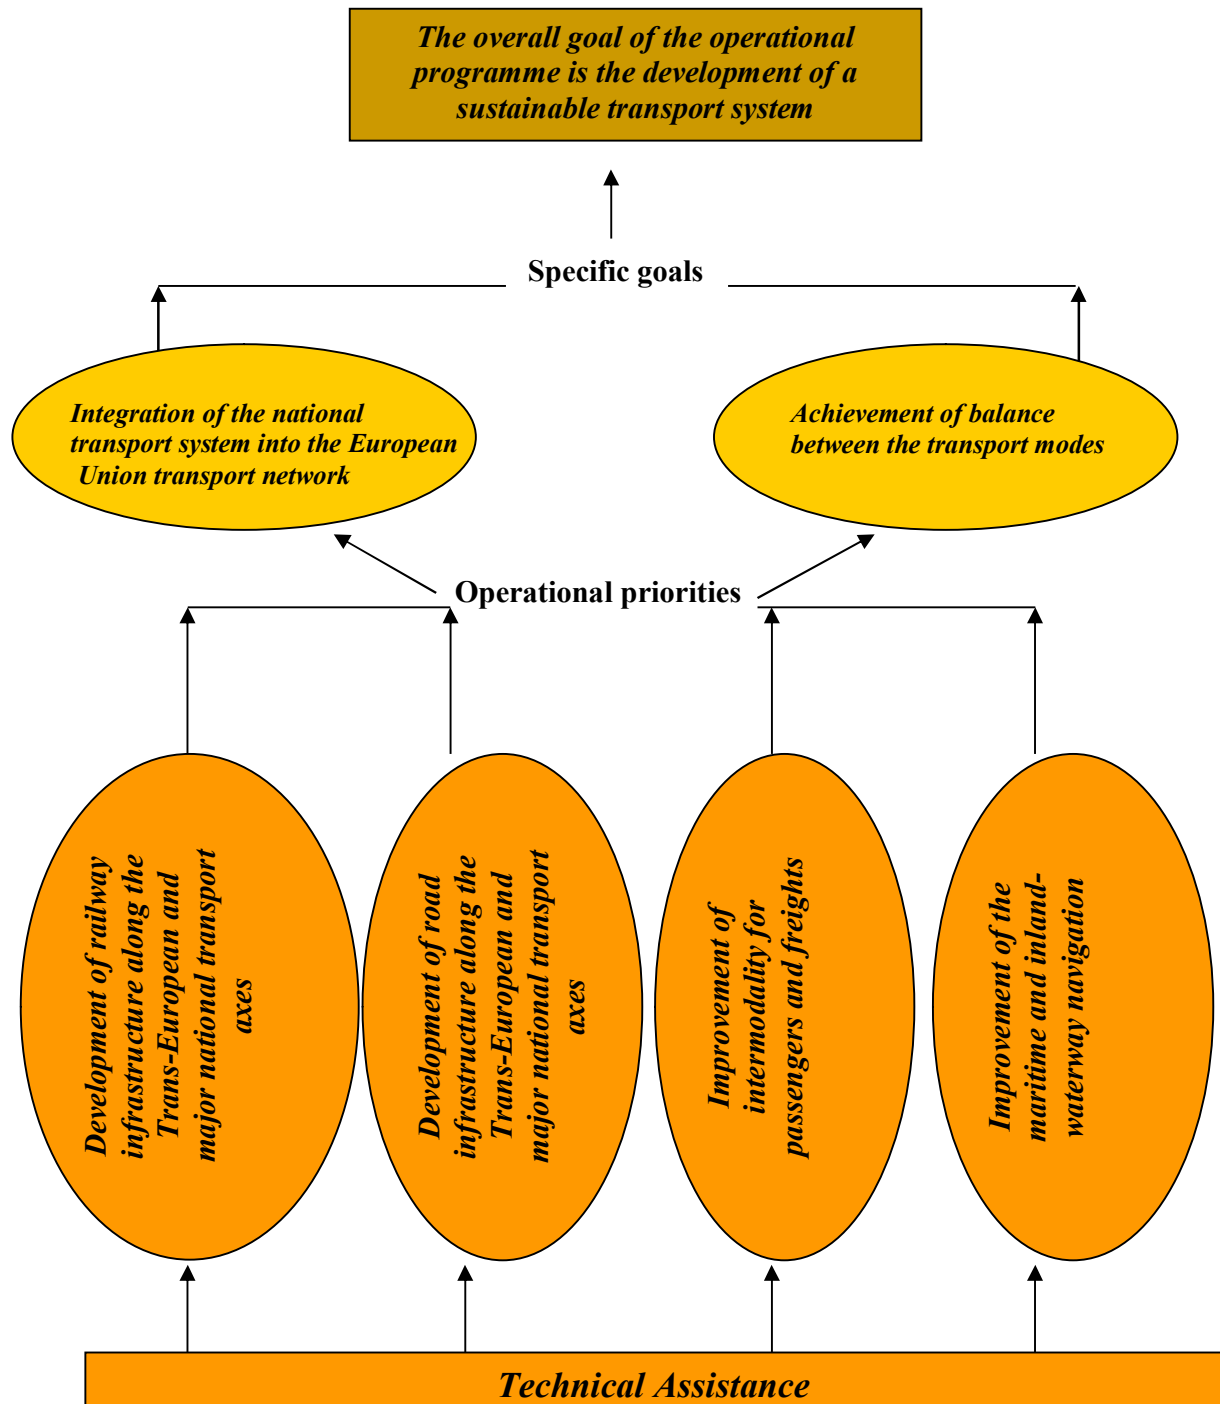 The overall goal of the operational
programme is the development of a
sustainable transport system
Specific goals
Integration of the national
transport system into the European
Union transport network
Achievement of balance
between the transport modes
Operational priorities
Development of railway
infrastructure along the
Trans-European and
major national transport
axes
Development of road
infrastructure along the
Trans-European and
major national transport
axes
Improvement of
intermodality for
passengers and freights
Improvement of the
maritime and inland-
waterway navigation
Technical Assistance